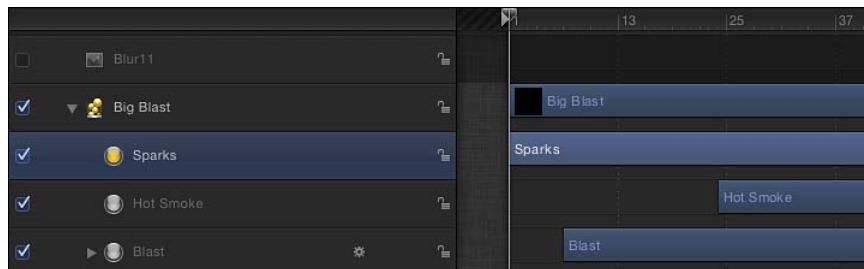 13 25 37
Blur11
Big Blast Big Blast
Sparks Sparks
Hot Smoke Hot Smoke
Blast Blast